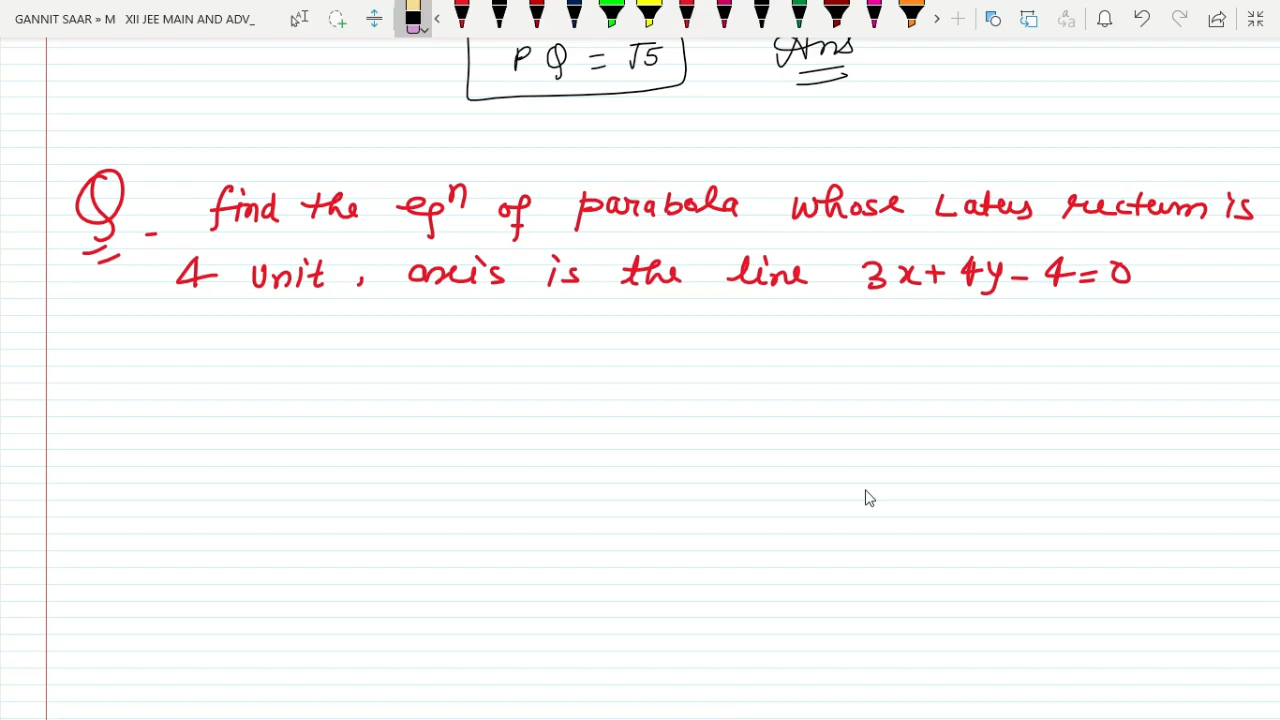 GANNIT SAAR » M XII JEE MAIN AND ADV_
PQ = √5 Ans
Q - find the eqⁿ of parabola whose Latus rectum is
4 unit, axis is the line 3x+4y-4=0